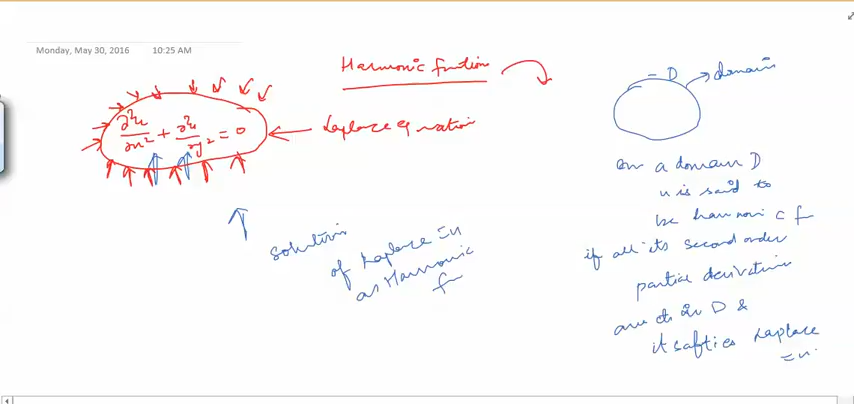 Monday, May 30, 2016 10:25 AM
Harmonic function
∂²u/∂x² + ∂²u/∂y² = 0
Laplace equation
solution
of Laplace =n
as Harmonic
fn
= D
domain
on a domain D
u is said to
be harmonic fn
if all its second order
partial derivatives
are cts in D &
it satisfies Laplace
=n.